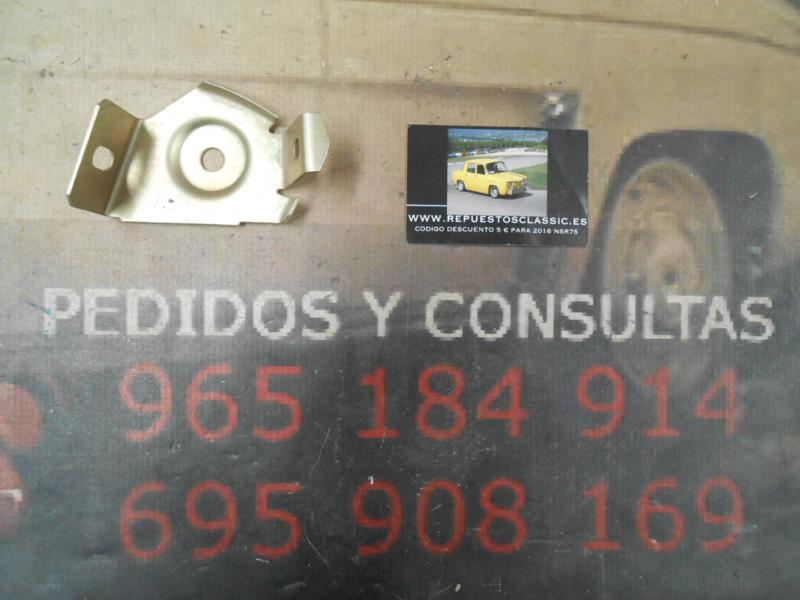 WWW.REPUESTOSCLASSIC.ES
CODIGO DESCUENTO 5 € PARA 2016 NSR75
PEDIDOS Y CONSULTAS
965 184 914
695 908 169